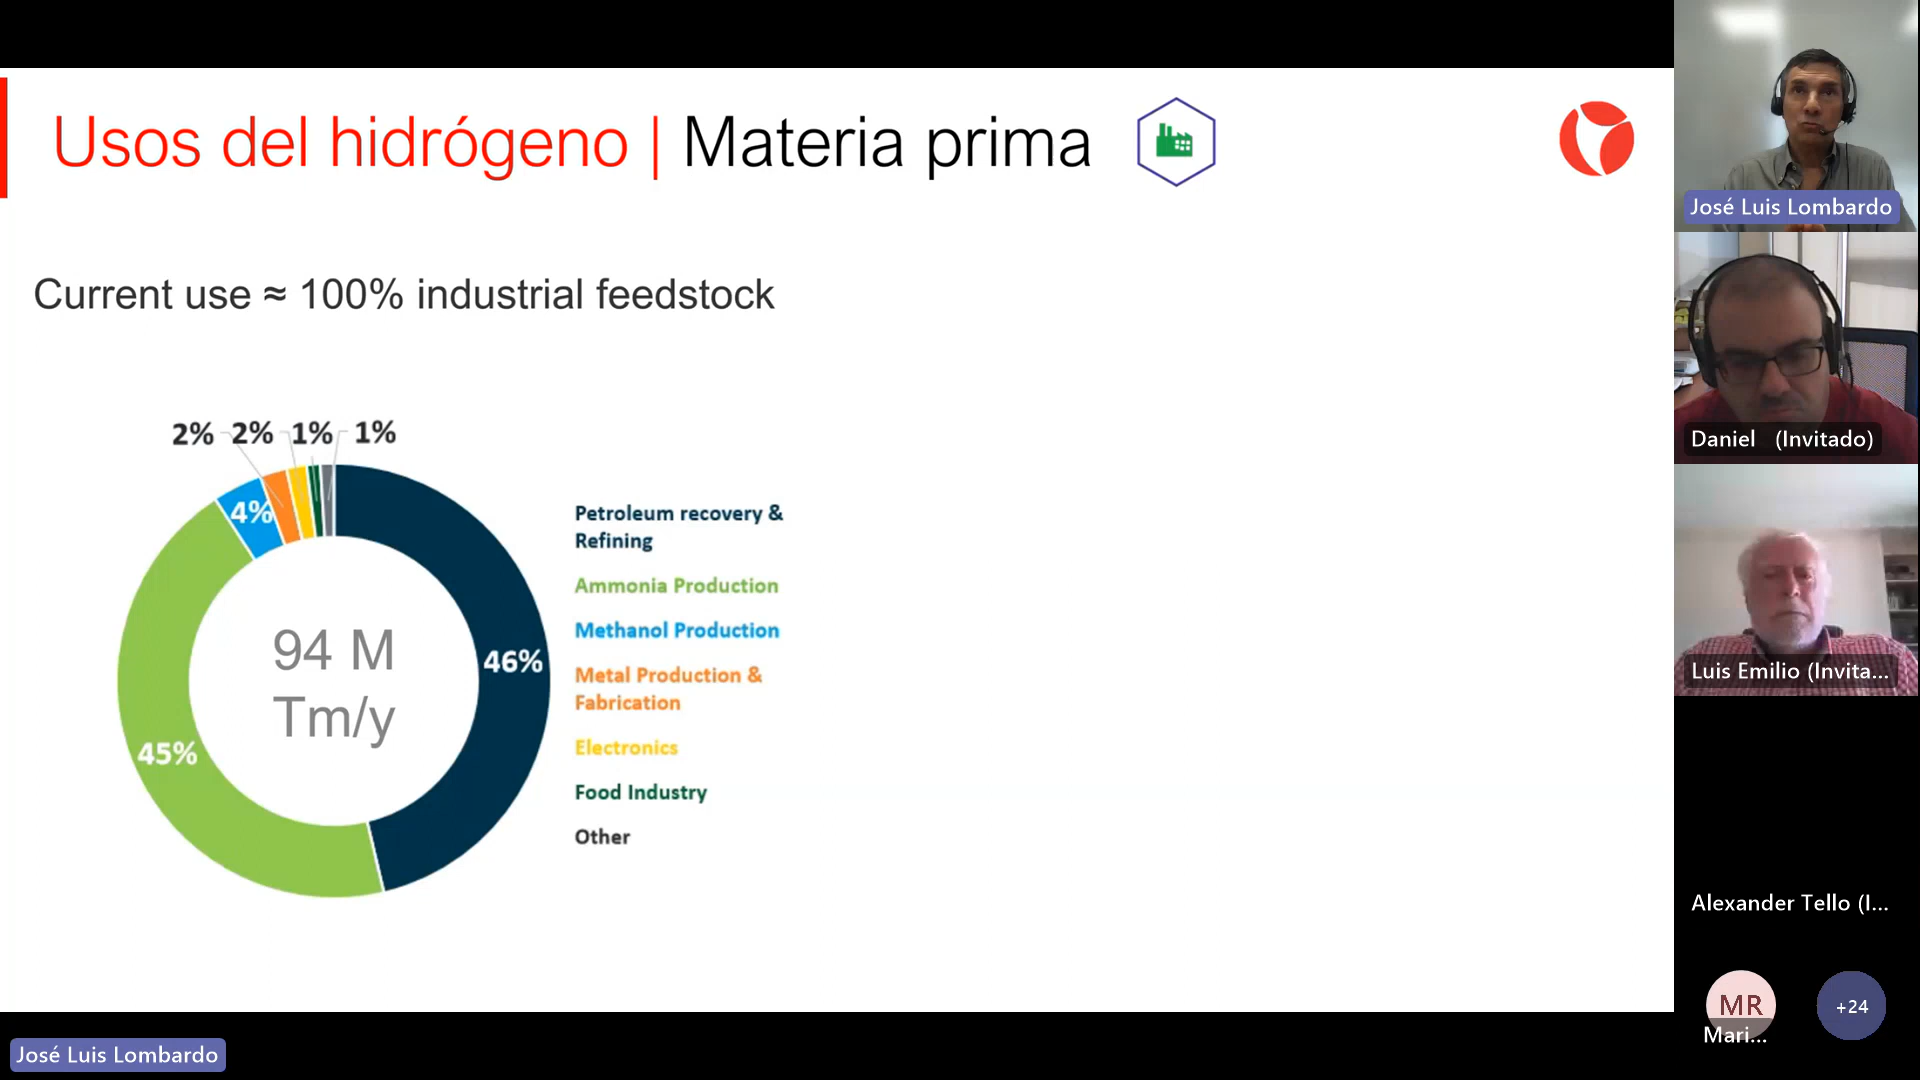 Usos del hidrógeno | Materia prima
Current use ≈ 100% industrial feedstock
2% 2% 1% 1%
4%
46%
45%
94 M
Tm/y
Petroleum recovery &
Refining
Ammonia Production
Methanol Production
Metal Production &
Fabrication
Electronics
Food Industry
Other
José Luis Lombardo
Daniel (Invitado)
Luis Emilio (Invita...
Alexander Tello (I...
MR
Mari...
+24
José Luis Lombardo